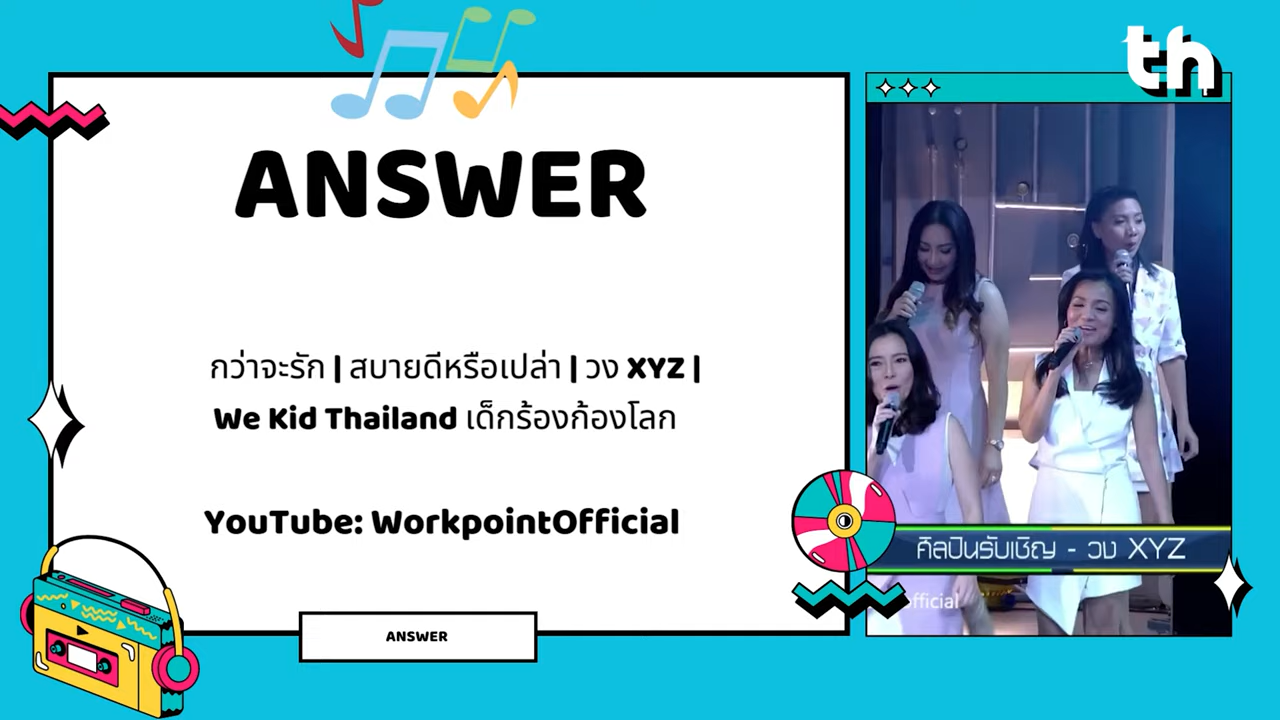 th
ANSWER
กว่าจะรัก | สบายดีหรือเปล่า | วง XYZ |
We Kid Thailand เด็กร้องก้องโลก
YouTube: WorkpointOfficial
ANSWER
ศิลปินรับเชิญ - วง XYZ
official